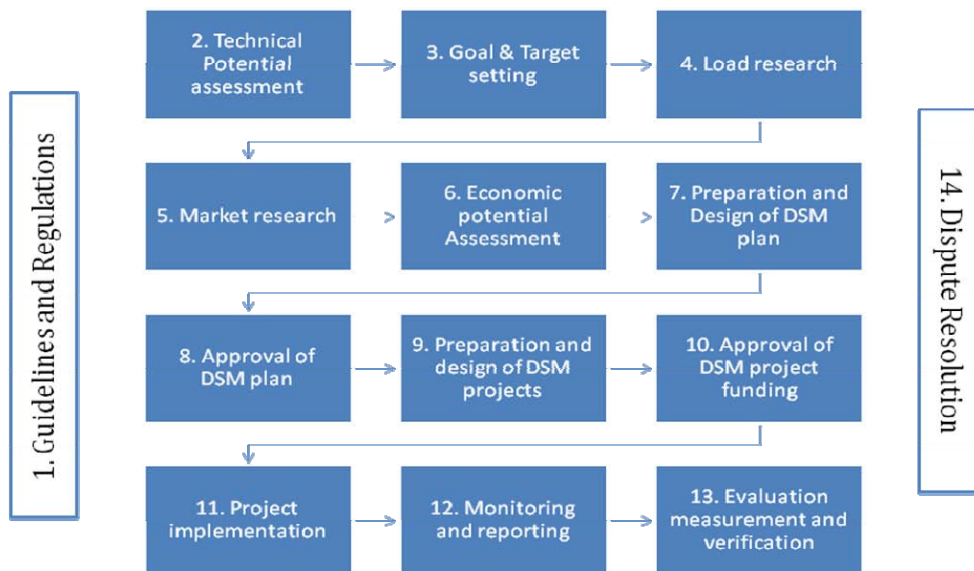 1. Guidelines and Regulations
2. Technical
Potential
assessment
3. Goal & Target
setting
4. Load research
5. Market research
6. Economic
potential
Assessment
7. Preparation and
Design of DSM
plan
8. Approval of
DSM plan
9. Preparation and
design of DSM
projects
10. Approval of
DSM project
funding
11. Project
implementation
12. Monitoring
and reporting
13. Evaluation
measurement and
verification
14. Dispute Resolution